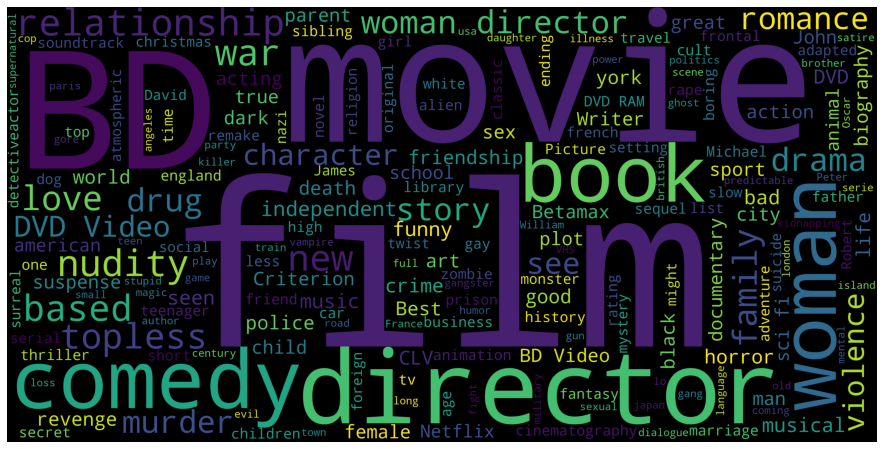 relationship
woman director
romance
BD movie
film
book
woman
comedy director
parent
sibling
soundtrack
christmas
cop
supernatural
detective
actor
paris
gore
top
atmospheric
angeles
David
time
war
acting
true
dark
nazi
remake
novel
religion
original
girl
white
alien
classic
usa
daughter
illness
travel
great
cult
frontal
politics
power
scene
ending
york
DVD RAM
rape
ghost
boring
John
adapted
satire
brother
DVD
Oscar
animal
biography
action
Writer
french
sex
character
friendship
Picture
setting
Michael
sport
drama
british
predictable
Peter
serie
slow
bad
father
city
life
list
sequel
library
school
death
James
killer
party
england
dog
world
love
drug
DVD Video
story
independent
high
Betamax
William
funny
twist
gay
plot
see
new
nudity
american
teen
social
play
train
vampire
less
full
art
zombie
monster
rating
VHS
might
documentary
family
kidnapping
Robert
suicide
sci fi
adventure
london
island
mental
one
stupid
game
suspense
surreal
small
magic
seen
based
author
teenager
friend
music
Criterion
crime
gangster
prison
Best
good
history
mystery
black
gun
humor
business
France
road
car
police
topless
serial
short
century
child
foreign
tv
CLV
animation
BD Video
horror
violence
thriller
loss
revenge
murder
evil
secret
children
town
female
long
age
Netflix
fight
military
fantasy
sexual
japan
lo
gang
cinematography
dialogue
marriage
language
man
old
coming
musical